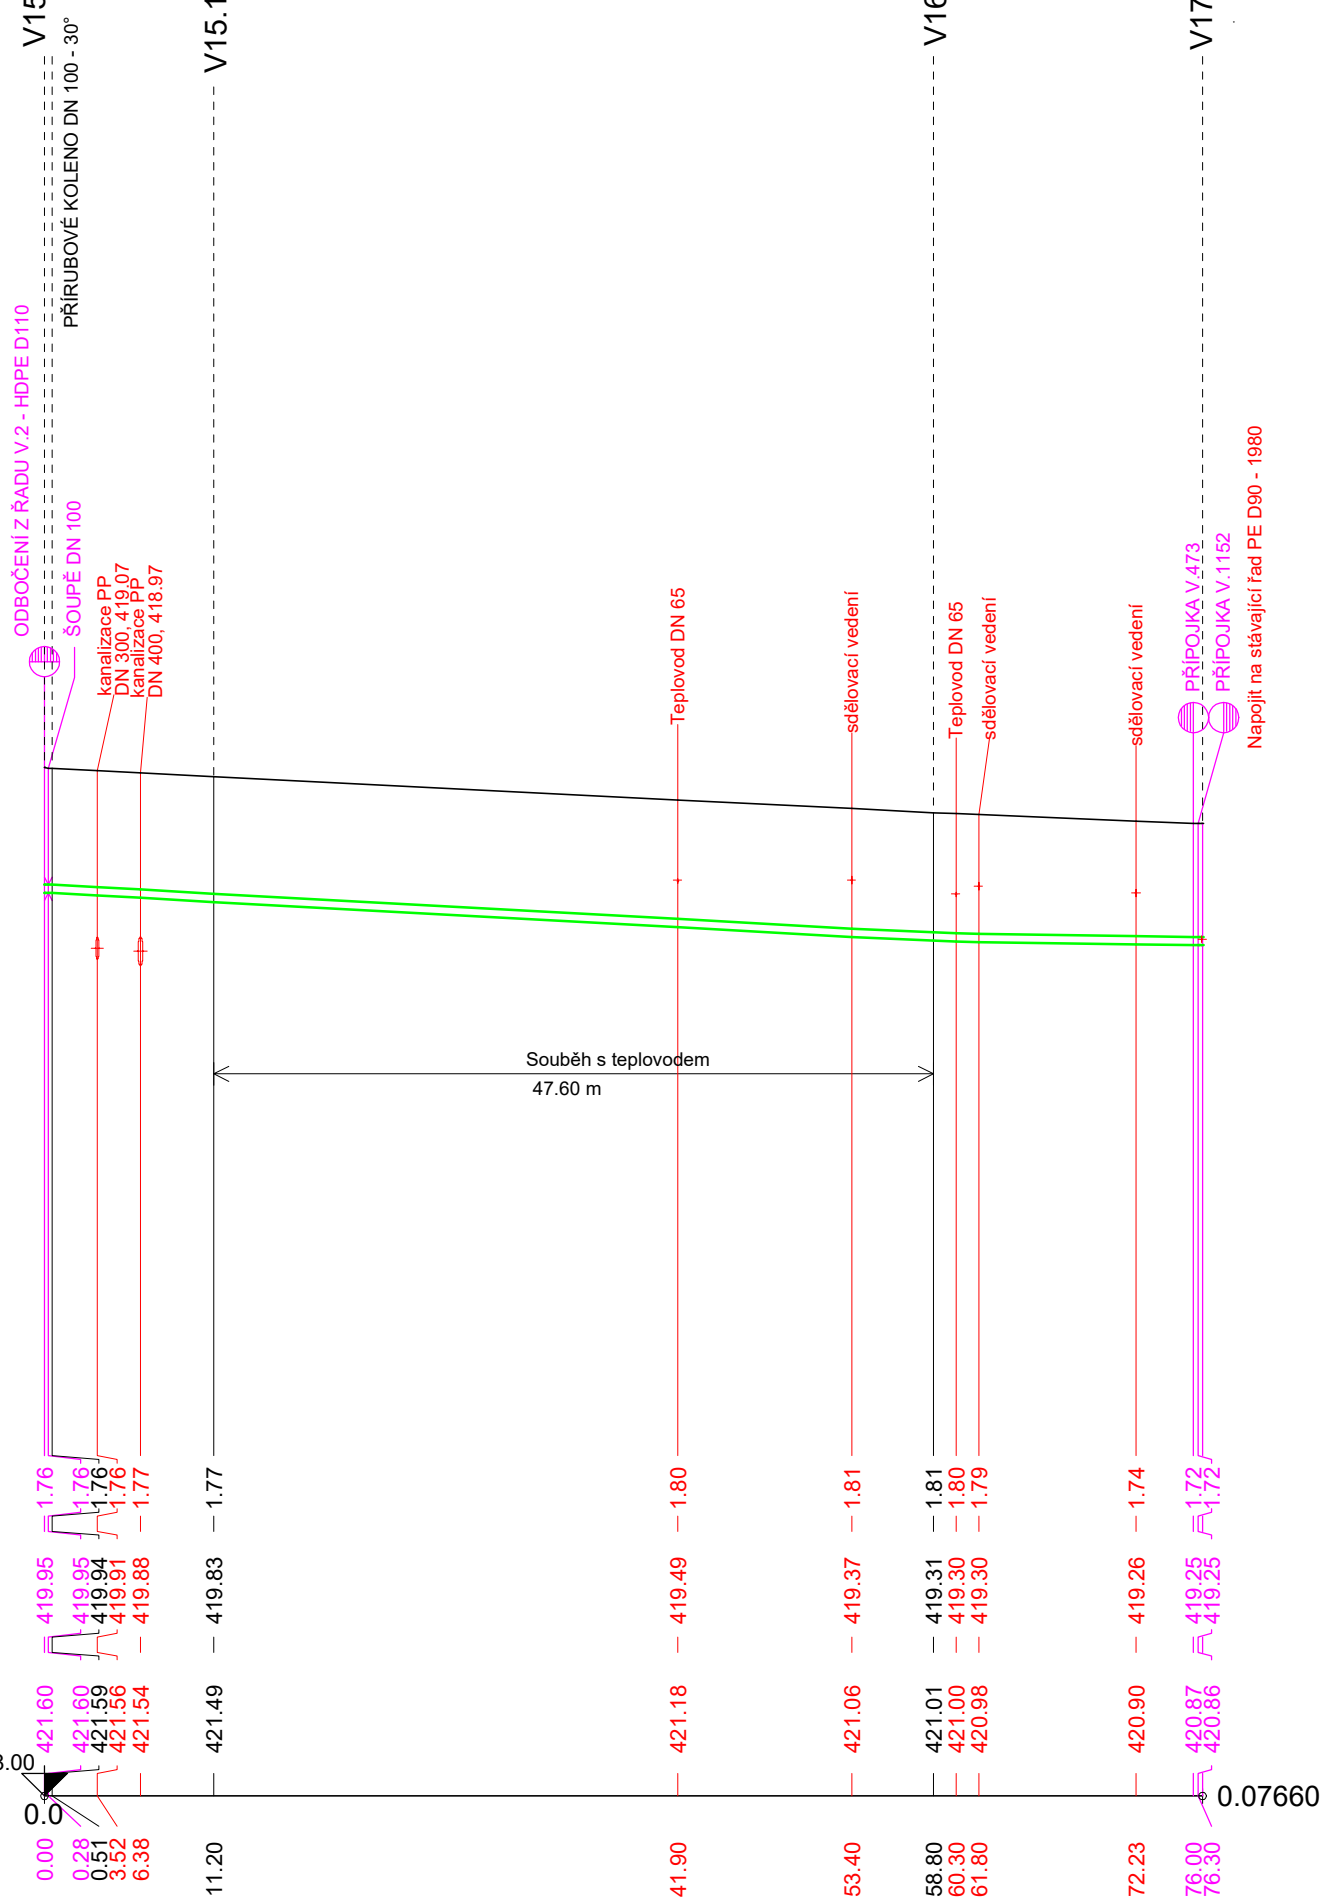 V15
V15.1
V16
V17
PŘÍRUBOVÉ KOLENO DN 100 - 30°
ODBOČENÍ Z ŘADU V.2 - HDPE D110
ŠOUPĚ DN 100
kanalizace PP
DN 300, 419.07
kanalizace PP
DN 400, 418.97
Teplovod DN 65
sdělovací vedení
Teplovod DN 65
sdělovací vedení
sdělovací vedení
PŘÍPOJKA V.473
PŘÍPOJKA V.1152
Napojit na stávající řad PE D90 - 1980
Souběh s teplovodem
47.60 m
1.76 1.76 1.76 1.76 1.77 1.77 1.80 1.81 1.81 1.80 1.79 1.74 1.72 1.72
419.95 419.95 419.94 419.91 419.88 419.83 419.49 419.37 419.31 419.30 419.30 419.26 419.25 419.25
421.60 421.60 421.59 421.56 421.54 421.49 421.18 421.06 421.01 421.00 420.98 420.90 420.87 420.86
3.00
0.0
0.07660
0.00 0.28 0.51 3.52 6.38 11.20 41.90 53.40 58.80 60.30 61.80 72.23 76.00 76.30